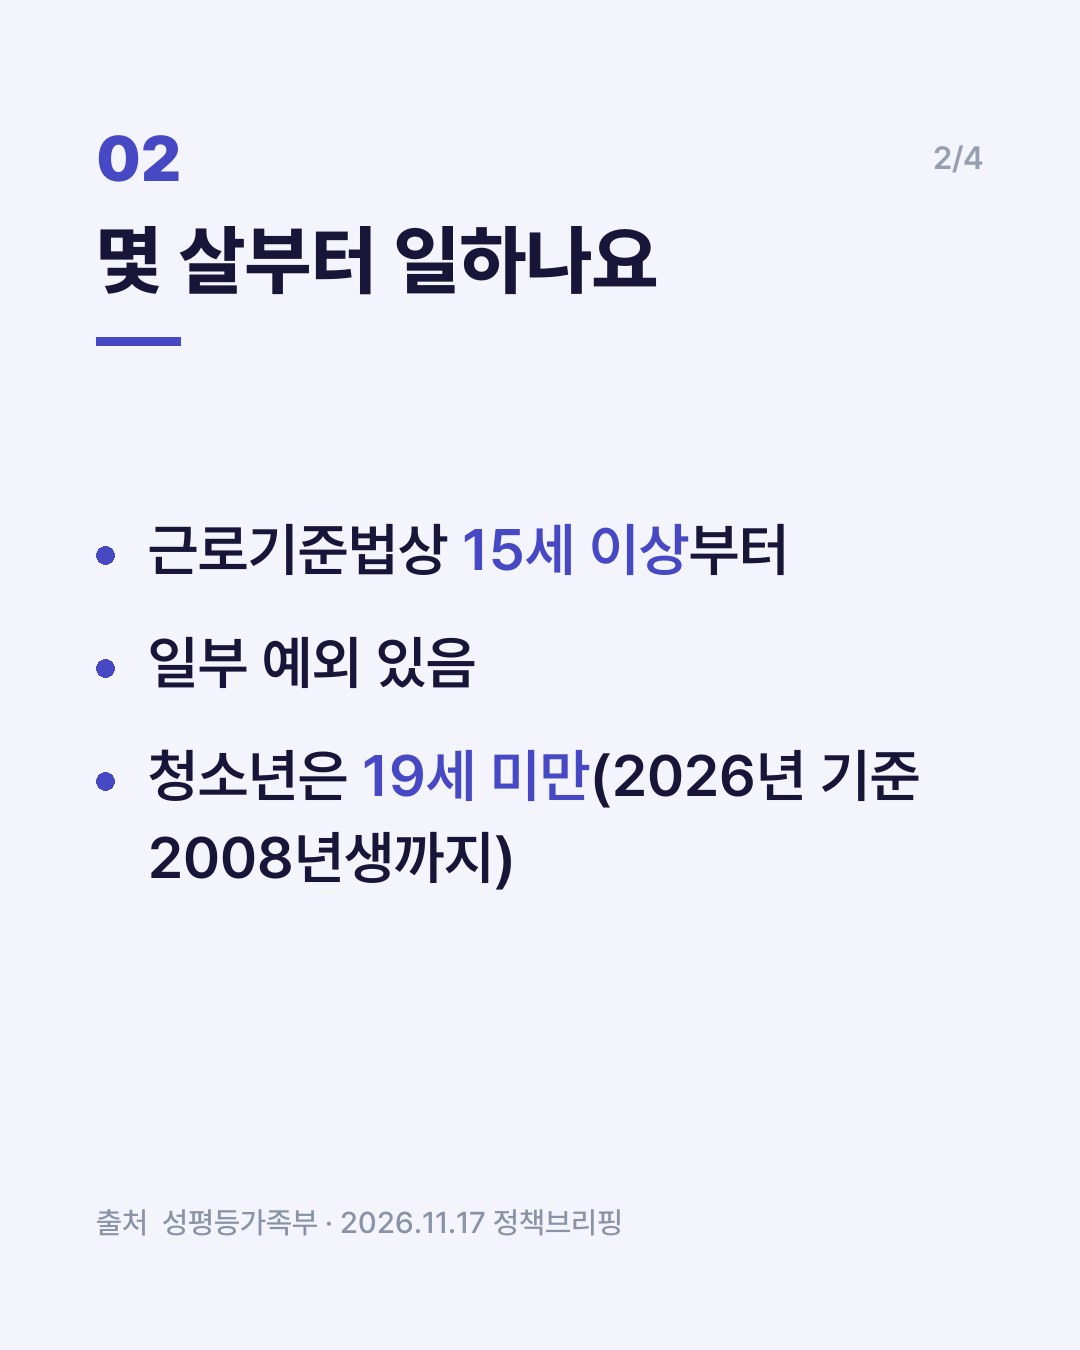 02
2/4
몇 살부터 일하나요
근로기준법상 15세 이상부터
일부 예외 있음
청소년은 19세 미만(2026년 기준
2008년생까지)
출처 성평등가족부 · 2026.11.17 정책브리핑